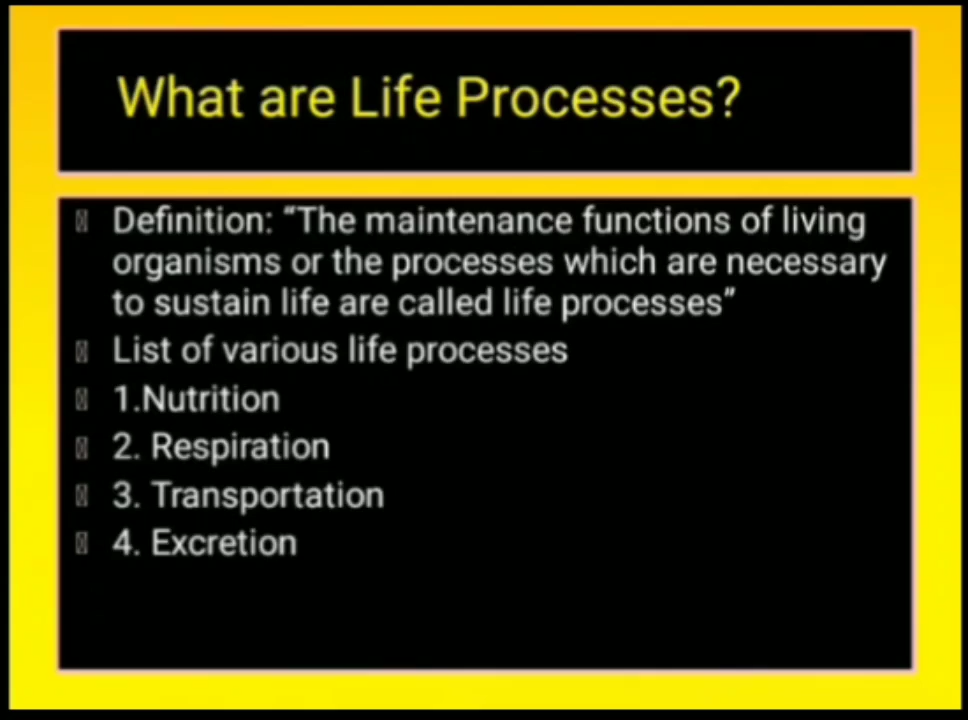 What are Life Processes?
Definition: “The maintenance functions of living
organisms or the processes which are necessary
to sustain life are called life processes”
List of various life processes
1.Nutrition
2. Respiration
3. Transportation
4. Excretion